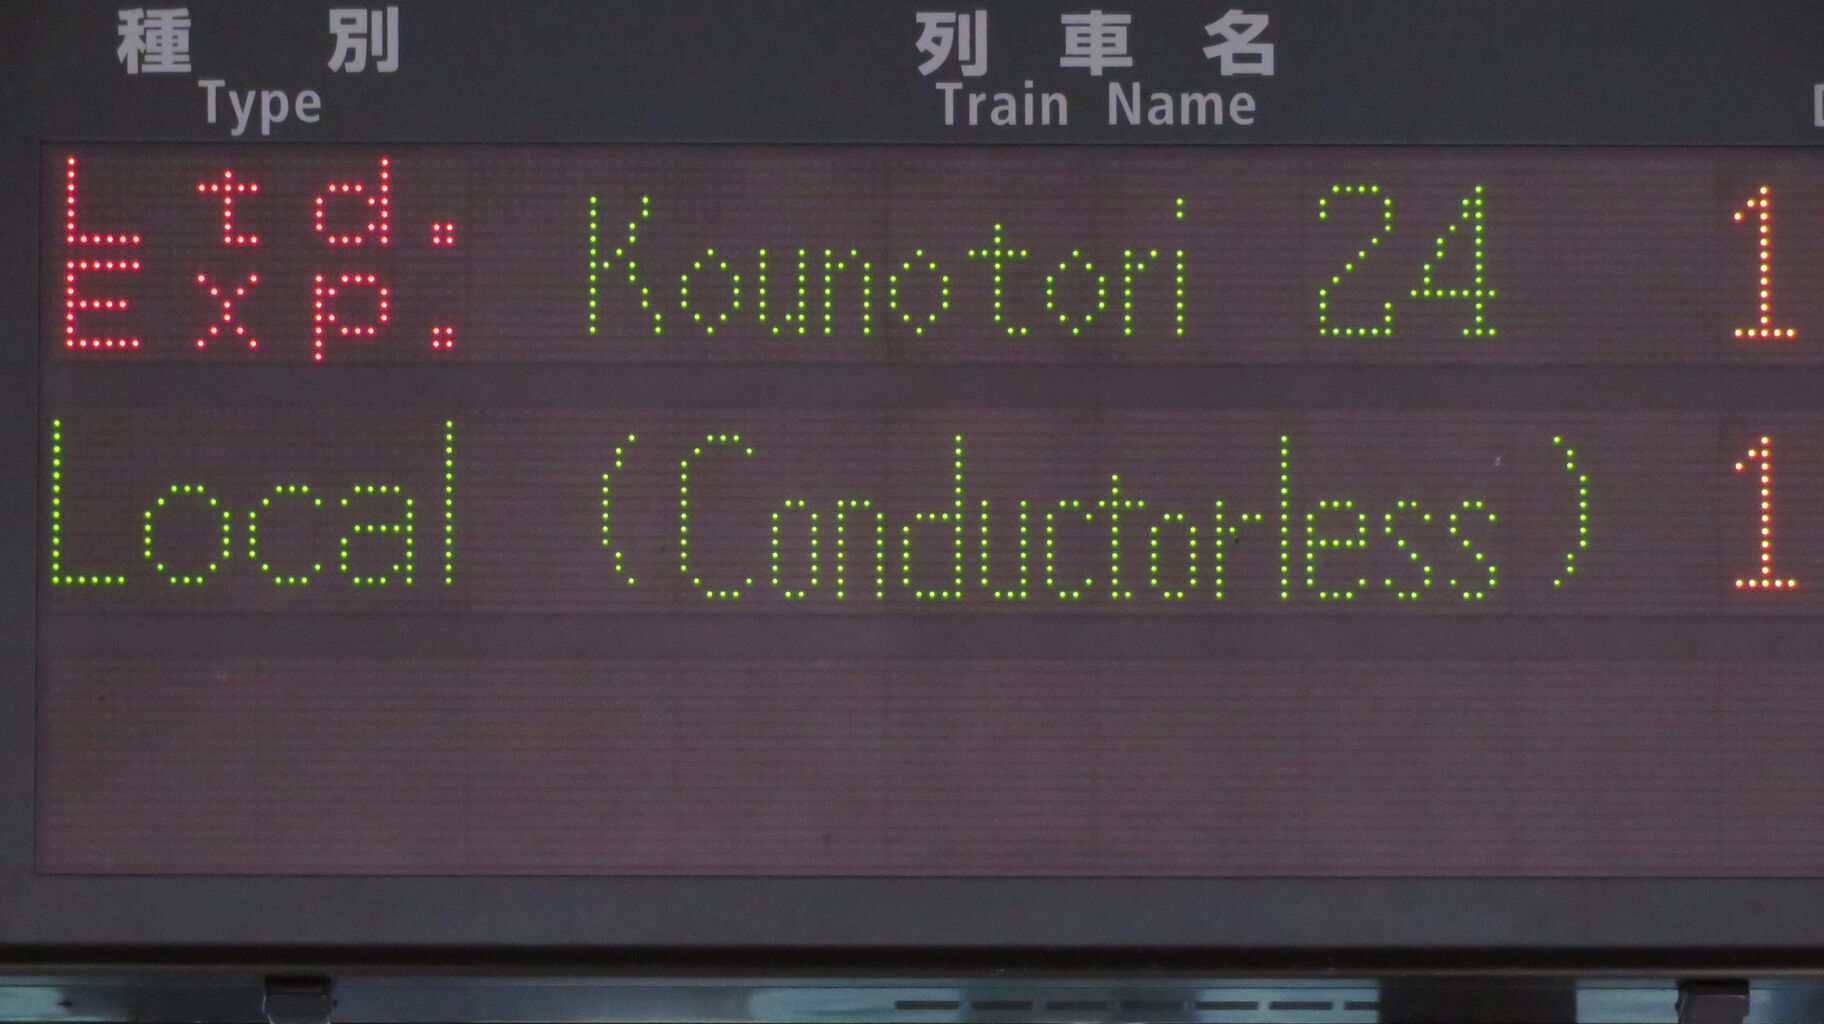 種別 列車名
Type Train Name
Ltd. Exp. Kounotori 24 1
Local (Conductorless) 1